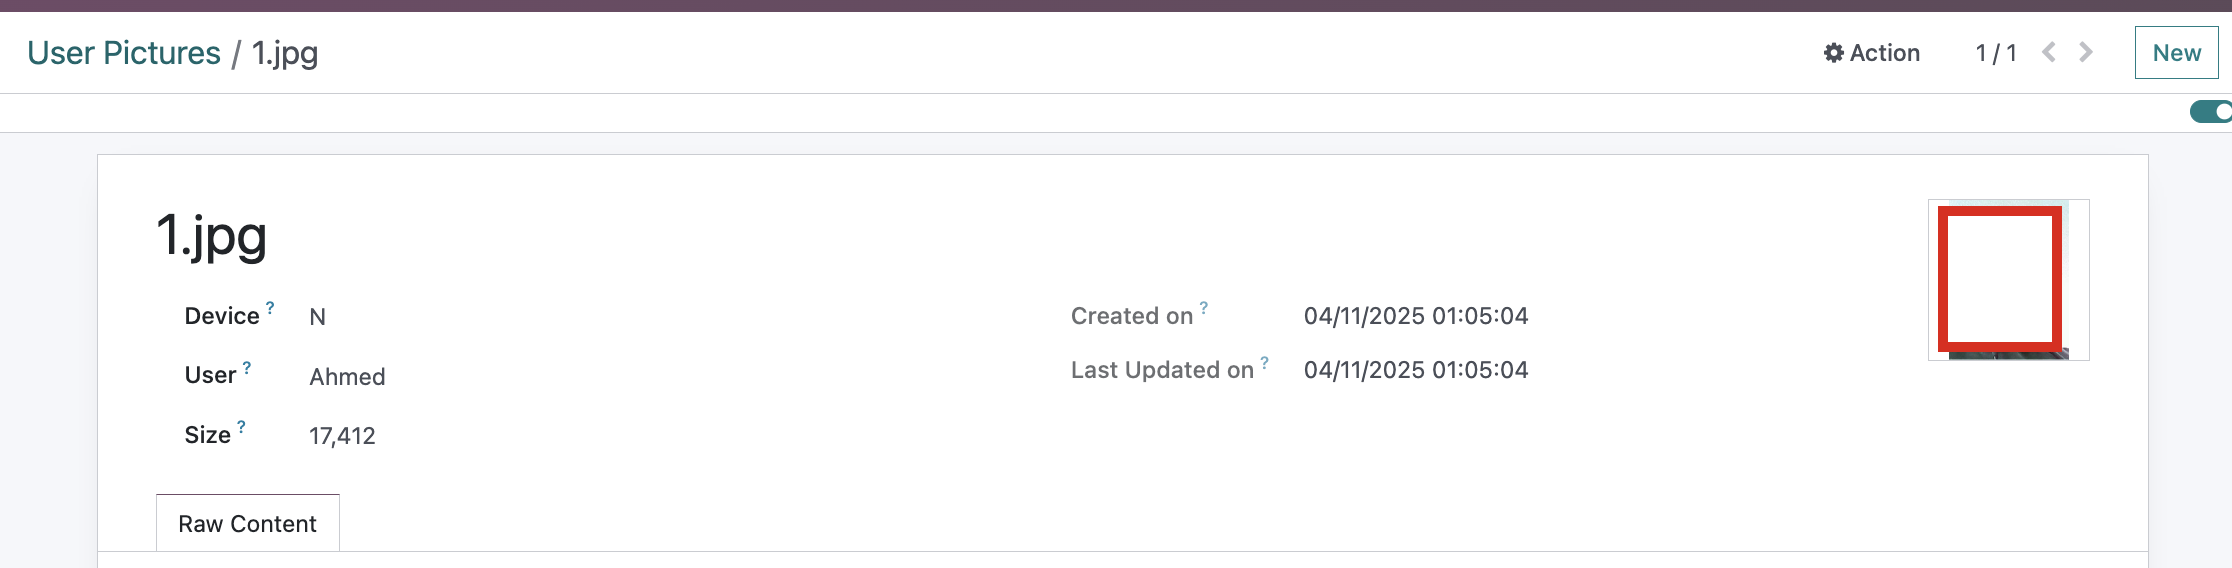 User Pictures / 1.jpg
Action 1 / 1 New
1.jpg
Device ? N
User ? Ahmed
Size ? 17,412
Created on ? 04/11/2025 01:05:04
Last Updated on ? 04/11/2025 01:05:04
Raw Content